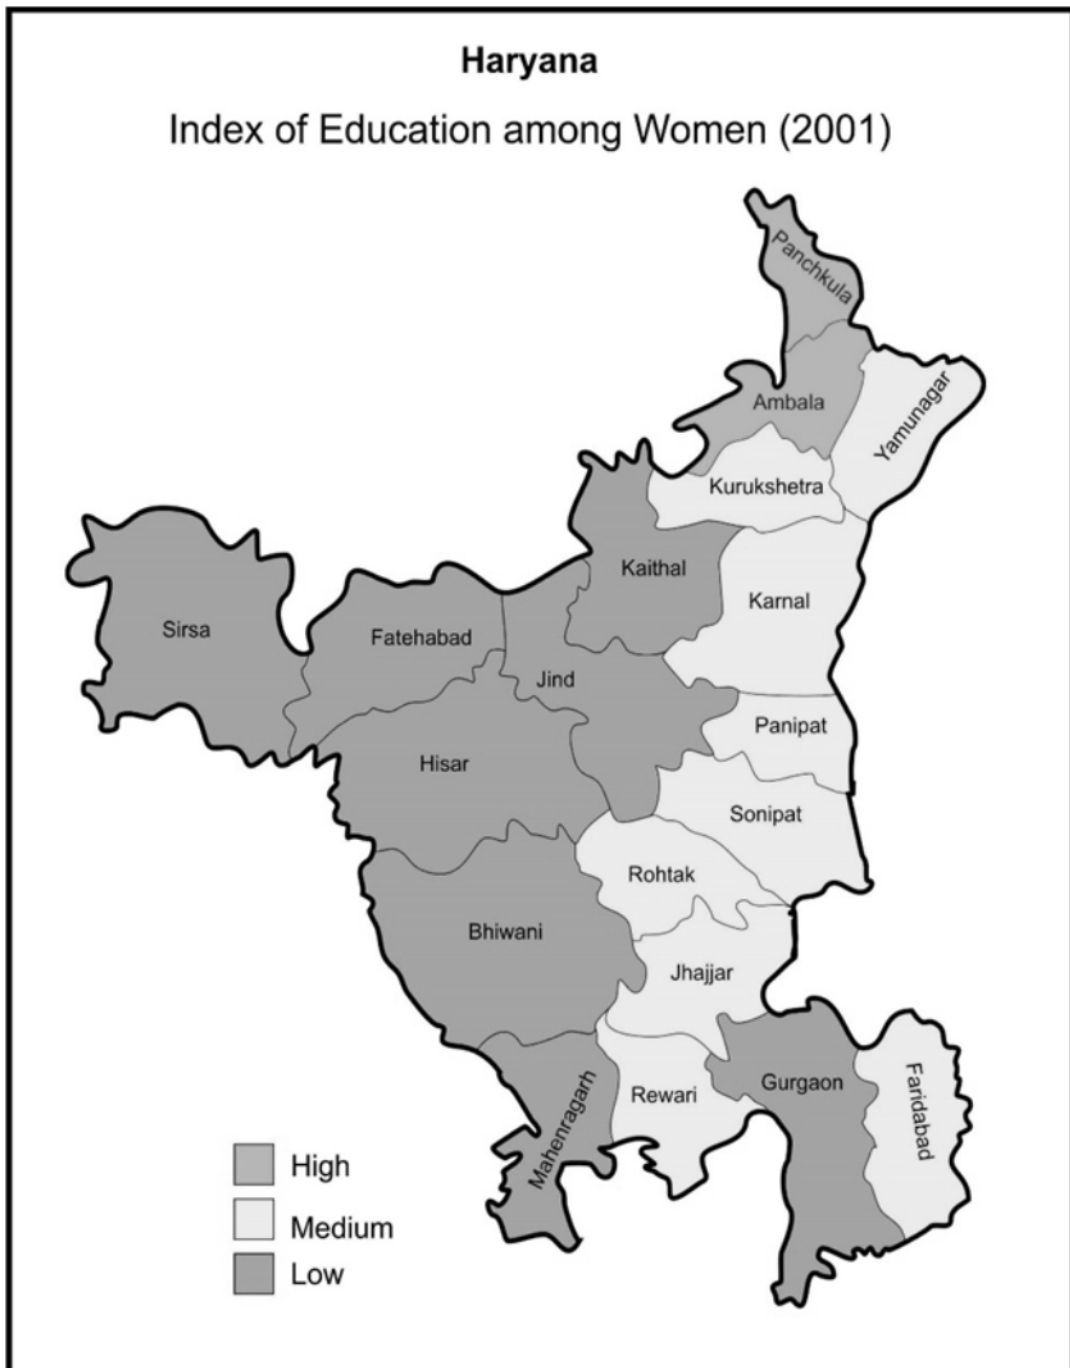 Haryana
Index of Education among Women (2001)
Panchkula
Ambala
Yamunagar
Kurukshetra
Kaithal
Karnal
Sirsa
Fatehabad
Jind
Panipat
Hisar
Sonipat
Rohtak
Bhiwani
Jhajjar
Gurgaon
Rewari
Faridabad
Mahenragarh
High
Medium
Low